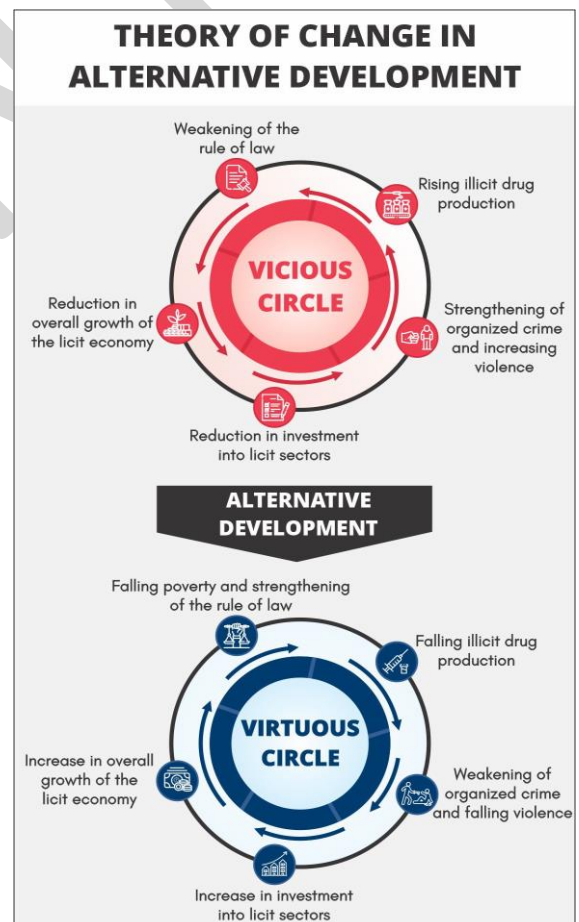 THEORY OF CHANGE IN
ALTERNATIVE DEVELOPMENT
Weakening of the
rule of law
Rising illicit drug
production
VICIOUS
CIRCLE
Reduction in
overall growth of
the licit economy
Strengthening of
organized crime
and increasing
violence
Reduction in investment
into licit sectors
ALTERNATIVE
DEVELOPMENT
Falling poverty and strengthening
of the rule of law
Falling illicit drug
production
VIRTUOUS
CIRCLE
Increase in overall
growth of the
licit economy
Weakening of
organized crime
and falling violence
Increase in investment
into licit sectors